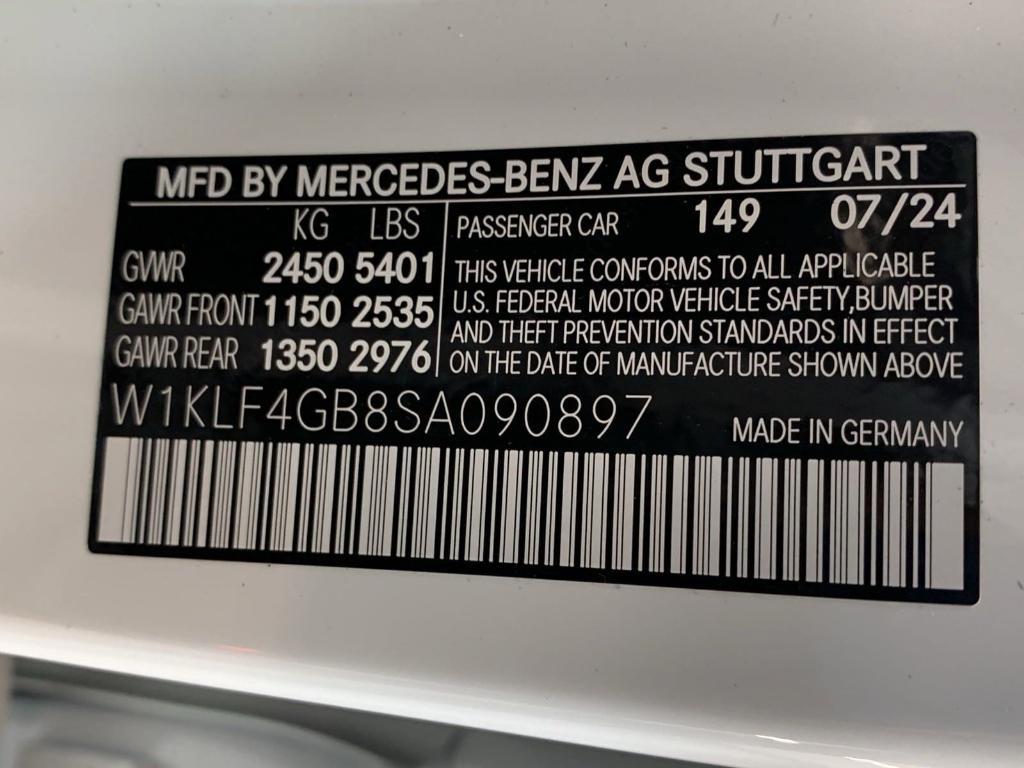 MFD BY MERCEDES-BENZ AG STUTTGART
KG LBS
GVWR 2450 5401
GAWR FRONT 1150 2535
GAWR REAR 1350 2976
PASSENGER CAR 149 07/24
THIS VEHICLE CONFORMS TO ALL APPLICABLE
U.S. FEDERAL MOTOR VEHICLE SAFETY,BUMPER
AND THEFT PREVENTION STANDARDS IN EFFECT
ON THE DATE OF MANUFACTURE SHOWN ABOVE
W1KLF4GB8SA090897
MADE IN GERMANY